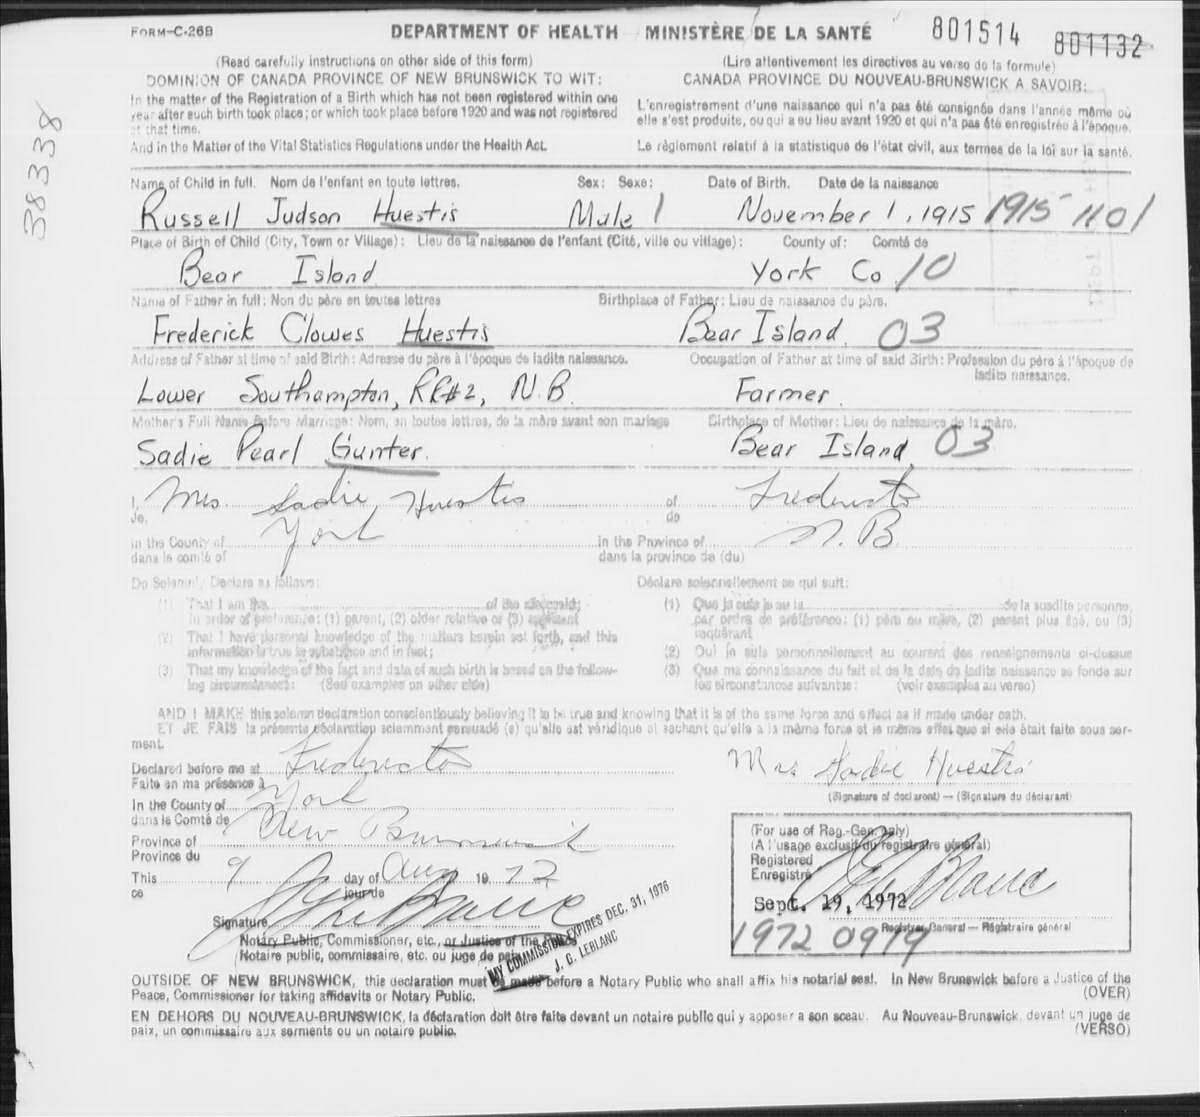 FORM-C-26B
DEPARTMENT OF HEALTH MINISTÈRE DE LA SANTÉ
801514 801132
38338
(Read carefully instructions on other side of this form)
(Lire attentivement les directives au verso de la formule)
DOMINION OF CANADA PROVINCE OF NEW BRUNSWICK TO WIT:
CANADA PROVINCE DU NOUVEAU-BRUNSWICK A SAVOIR:
In the matter of the Registration of a Birth which has not been registered within one
year after such birth took place; or which took place before 1920 and was not registered
at that time.
And in the Matter of the Vital Statistics Regulations under the Health Act.
L'enregistrement d'une naissance qui n'a pas été consignée dans l'année même où
elle s'est produite, ou qui a eu lieu avant 1920 et qui n'a pas été enregistrée à l'époque.
Le règlement relatif à la statistique de l'état civil, aux termes de la loi sur la santé.
Name of Child in full. Nom de l'enfant en toute lettres. Sex: Sexe: Date of Birth. Date de la naissance
Russell Judson Huestis Male 1 November 1, 1915 1915 1101
Place of Birth of Child (City, Town or Village): Lieu de la naissance de l'enfant (Cité, ville ou village): County of: Comté de
Bear Island York Co 10
Name of Father in full: Non du père en toutes lettres Birthplace of Father: Lieu de naissance du père.
Frederick Clowes Huestis Bear Island. 03
Address of Father at time of said Birth: Adresse du père à l'époque de ladite naissance. Occupation of Father at time of said Birth: Profession du père à l'époque de
ladite naissance.
Lower Southampton, RR#2, N.B. Farmer.
Mother's Full Name Before Marriage: Nom, en toutes lettres, de la mère avant son mariage Birthplace of Mother: Lieu de naissance de la mère.
Sadie Pearl Gunter. Bear Island 03
I, Mrs. Sadie Huestis of Fredericton
Je, de
in the County of York in the Province of N.B.
dans le comté of dans la province de (du)
Do Solemnly Declare as follows: Déclare solennellement ce qui suit:
(1) That I am the of the aforesaid;
in order of preference: (1) parent, (2) older relative or (3) applicant
(2) That I have personal knowledge of the matters herein set forth, and this
information is true in substance and in fact;
(3) That my knowledge of the fact and date of such birth is based on the follow-
ing circumstances: (See examples on other side)
(1) Que je suis le ou la de la susdite personne,
par ordre de préférence: (1) père ou mère, (2) parent plus âgé, ou (3)
requérant
(2) Qui je suis personnellement au courant des renseignements ci-dessus
(3) Que ma connaissance du fait et de la date de ladite naissance se fonde sur
les circonstances suivantes: (voir exemples au verso)
AND I MAKE this solemn declaration conscientiously believing it to be true and knowing that it is of the same force and effect as if made under oath.
ET JE FAIS la présente déclaration sciemment persuadé (e) qu'elle est véridique et sachant qu'elle a la même force et le même effet que si elle était faite sous ser-
ment.
Declared before me at Fredericton
Faite en ma présence à
In the County of York
dans le Comté de
Province of New Brunswick
Province du
This 9 day of Aug 19 72
ce jour de
Signature
Notary Public, Commissioner, etc., or Justice of the Peace
(Notaire public, commissaire, etc. ou juge de paix)
MY COMMISSION EXPIRES DEC. 31, 1976
J. C. LEBLANC
Mrs Sadie Huestis
(Signature of declarant) — (Signature du déclarant)
(For use of Reg.-Gen. only)
(A l'usage exclusif du registraire général)
Registered
Enregistré
Sept. 19, 1972
Registrar General — Régistraire général
1972 0919
OUTSIDE OF NEW BRUNSWICK, this declaration must be made before a Notary Public who shall affix his notarial seal. In New Brunswick before a Justice of the
Peace, Commissioner for taking affidavits or Notary Public.
(OVER)
EN DEHORS DU NOUVEAU-BRUNSWICK, la déclaration doit être faite devant un notaire public qui y apposer a son sceau. Au Nouveau-Brunswick, devant un juge de
paix, un commissaire aux serments ou un notaire public.
(VERSO)